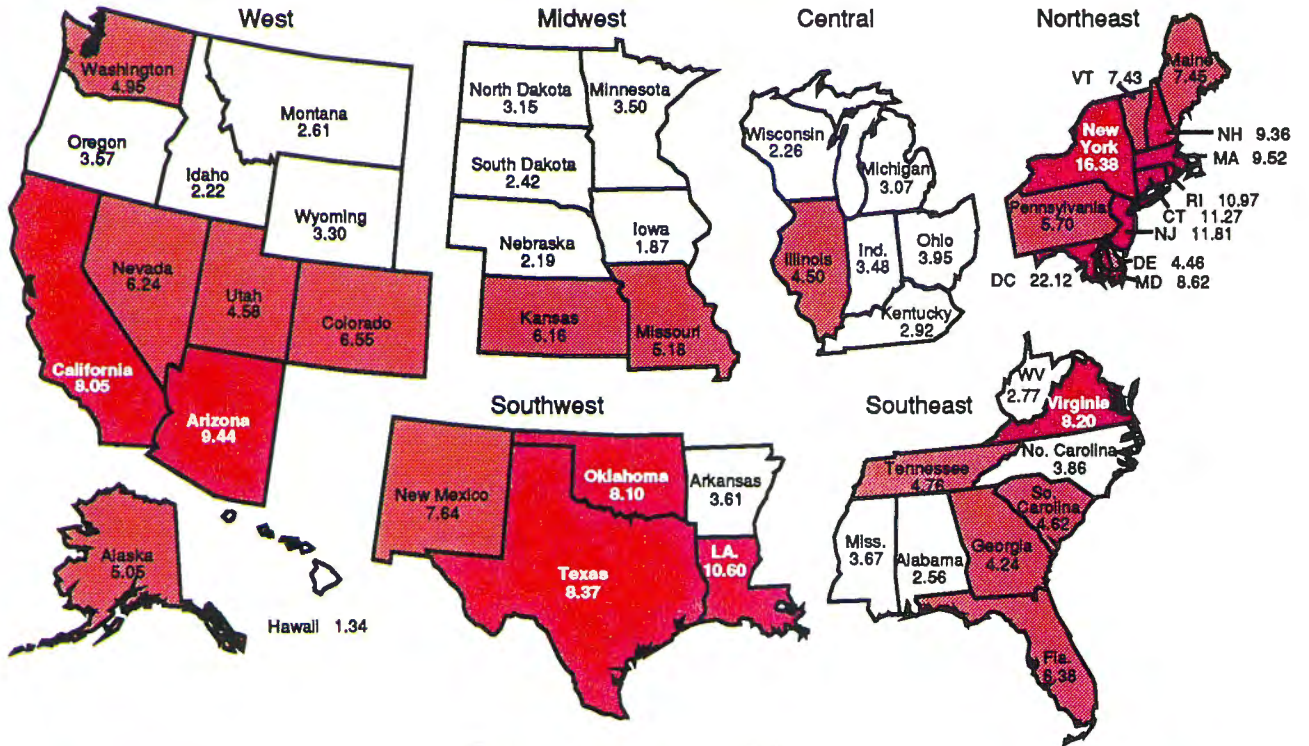 West
Washington
4.95
Montana
2.61
Oregon
3.57
Idaho
2.22
Wyoming
3.30
Nevada
6.24
Utah
4.58
Colorado
6.55
California
8.05
Arizona
9.44
Alaska
5.05
Hawaii 1.34
Midwest
North Dakota
3.15
Minnesota
3.50
South Dakota
2.42
Nebraska
2.19
Iowa
1.87
Kansas
6.16
Missouri
5.18
Central
Wisconsin
2.26
Michigan
3.07
Illinois
4.50
Ind.
3.48
Ohio
3.95
Kentucky
2.92
Northeast
Maine
7.45
VT 7.43
New
York
16.38
NH 9.36
MA 9.52
RI 10.97
CT 11.27
NJ 11.81
Pennsylvania
5.70
DE 4.46
MD 8.62
DC 22.12
Southwest
New Mexico
7.64
Oklahoma
8.10
Arkansas
3.61
Texas
8.37
LA.
10.60
Southeast
WV
2.77
Virginia
8.20
No. Carolina
3.86
Tennessee
4.76
So.
Carolina
4.62
Miss.
3.67
Alabama
2.56
Georgia
4.24
Fla.